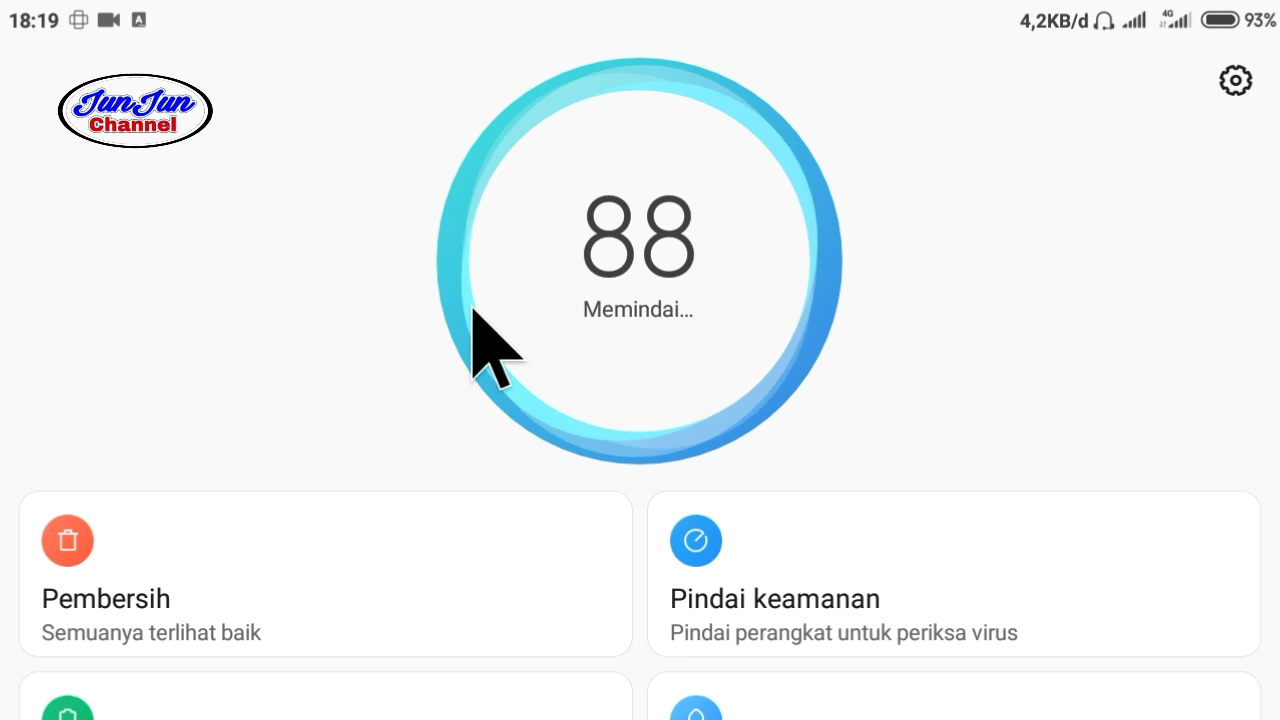 18:19
4,2KB/d 4G 93%
JunJun
Channel
88
Memindai...
Pembersih
Semuanya terlihat baik
Pindai keamanan
Pindai perangkat untuk periksa virus